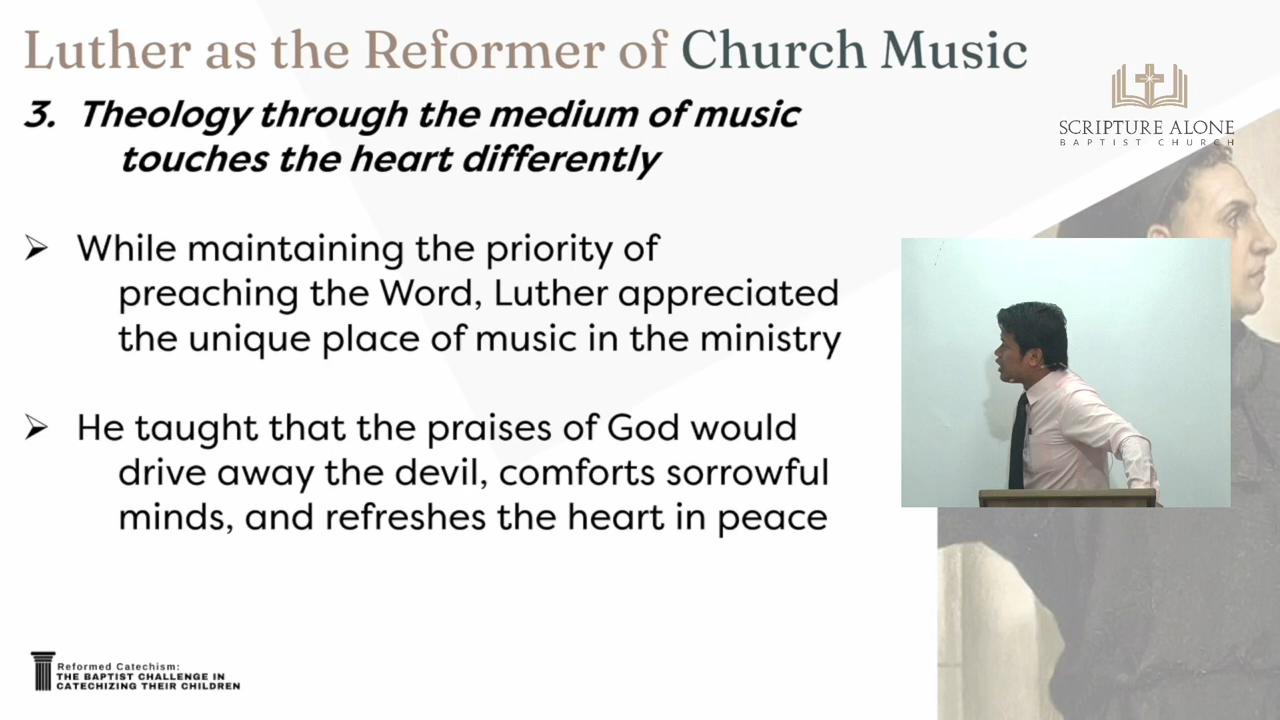 Luther as the Reformer of Church Music
3. Theology through the medium of music
touches the heart differently
SCRIPTURE ALONE
BAPTIST CHURCH
➢ While maintaining the priority of
preaching the Word, Luther appreciated
the unique place of music in the ministry
➢ He taught that the praises of God would
drive away the devil, comforts sorrowful
minds, and refreshes the heart in peace
Reformed Catechism:
THE BAPTIST CHALLENGE IN
CATECHIZING THEIR CHILDREN